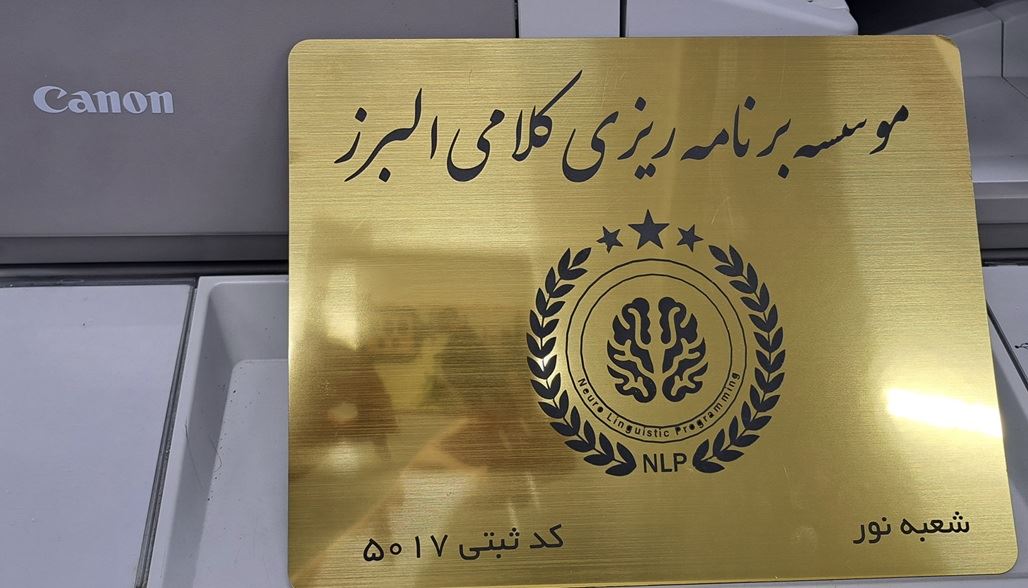 Canon
موسسه برنامه ریزی کلامی البرز
Neuro Linguistic Programming
NLP
شعبه نور
کد ثبتی ۵۰۱۷